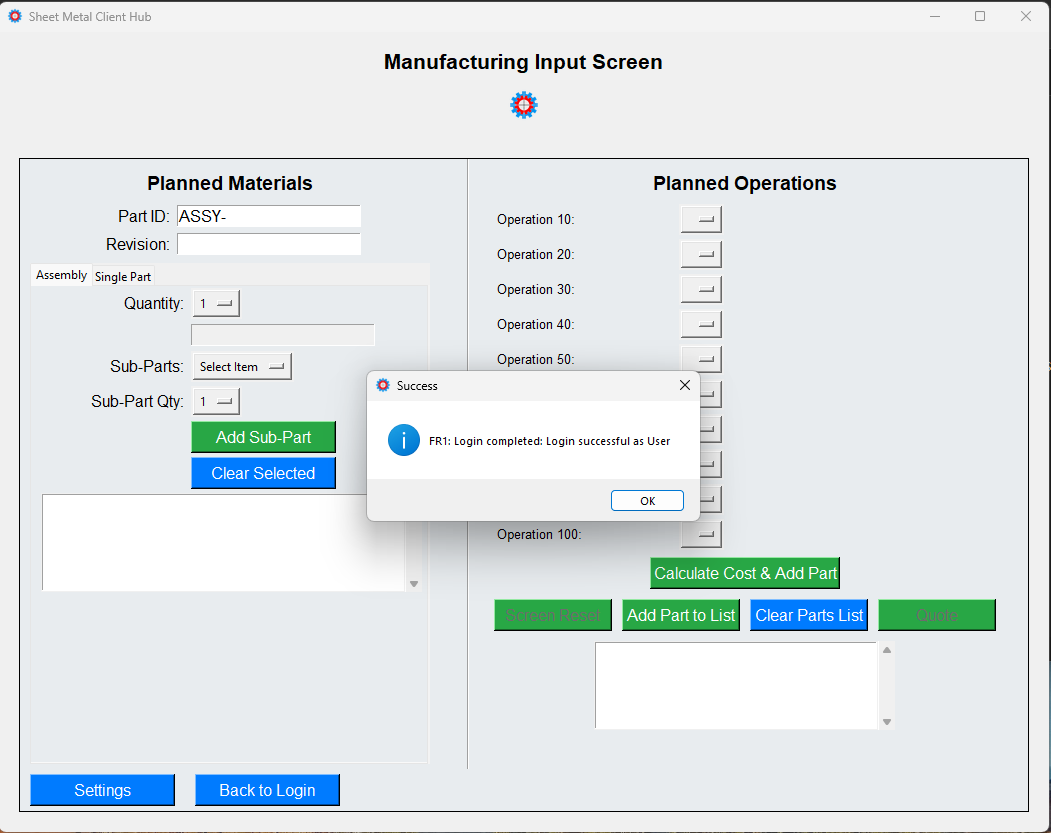 Sheet Metal Client Hub
Manufacturing Input Screen
Planned Materials
Part ID: ASSY-
Revision:
Assembly Single Part
Quantity: 1
Sub-Parts: Select Item
Sub-Part Qty: 1
Add Sub-Part
Clear Selected
Settings Back to Login
Planned Operations
Operation 10:
Operation 20:
Operation 30:
Operation 40:
Operation 50:
Operation 100:
Calculate Cost & Add Part
Screen Reset Add Part to List Clear Parts List Quote
Success
FR1: Login completed: Login successful as User
OK